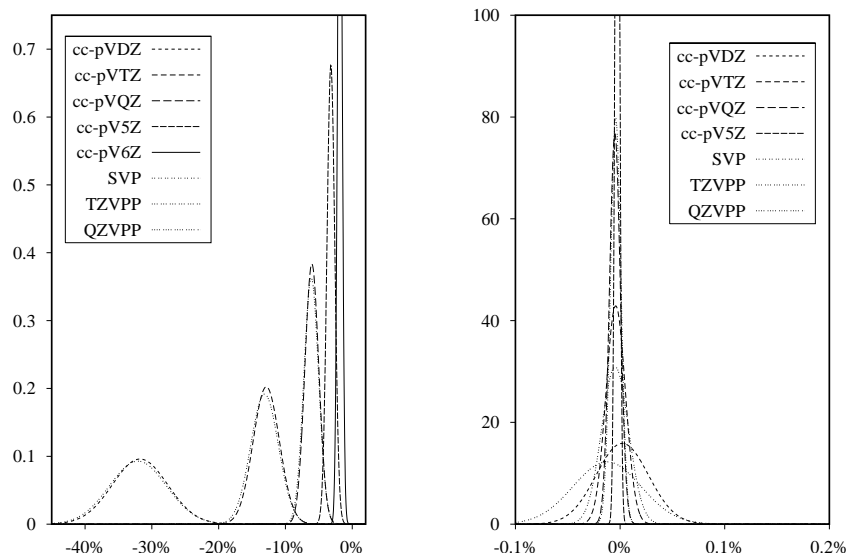 0.7
0.6
0.5
0.4
0.3
0.2
0.1
0
-40%
-30%
-20%
-10%
0%
cc-pVDZ
cc-pVTZ
cc-pVQZ
cc-pV5Z
cc-pV6Z
SVP
TZVPP
QZVPP
100
80
60
40
20
0
-0.1%
0%
0.1%
0.2%
cc-pVDZ
cc-pVTZ
cc-pVQZ
cc-pV5Z
SVP
TZVPP
QZVPP